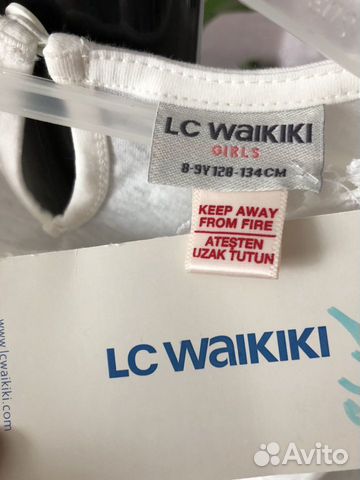 LC WAIKIKI
GIRLS
8-9Y 128-134CM
KEEP AWAY
FROM FIRE
ATEŞTEN
UZAK TUTUN
LC WAIKIKI
www.lcwaikiki.com
Avito